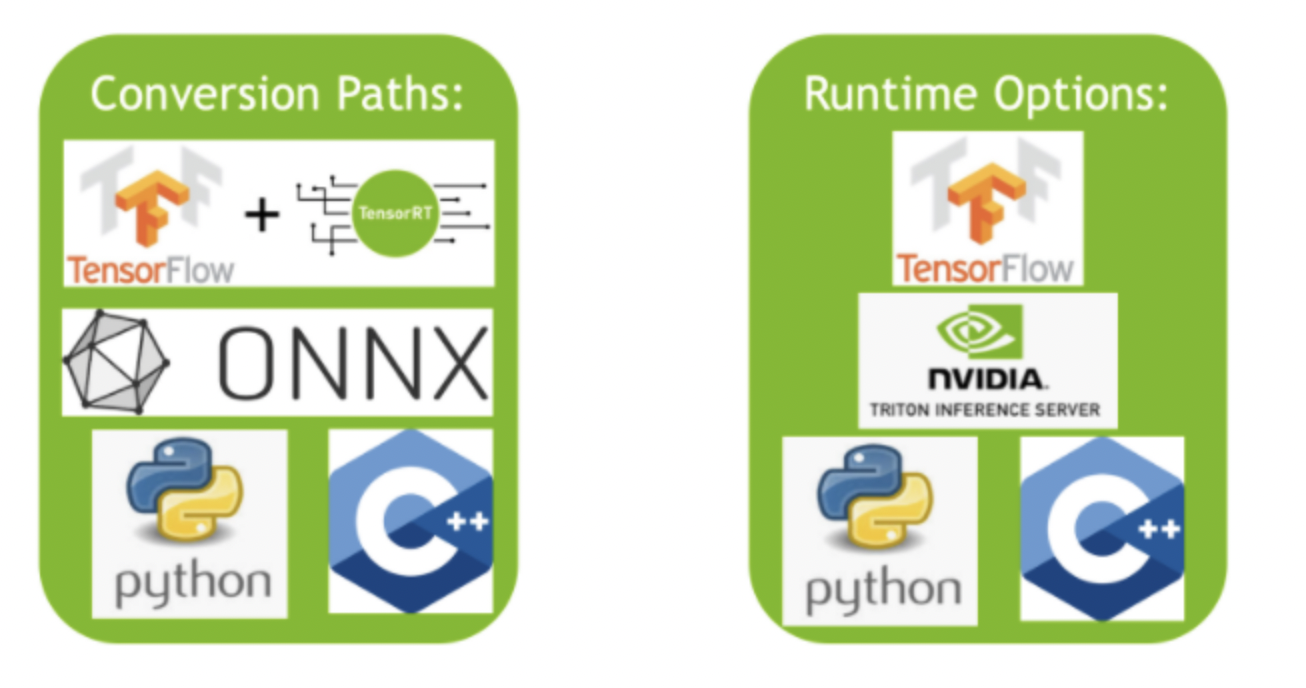 Conversion Paths:
TensorFlow
+
TensorRT
ONNX
python
C++
Runtime Options:
TensorFlow
NVIDIA.
TRITON INFERENCE SERVER
python
C++